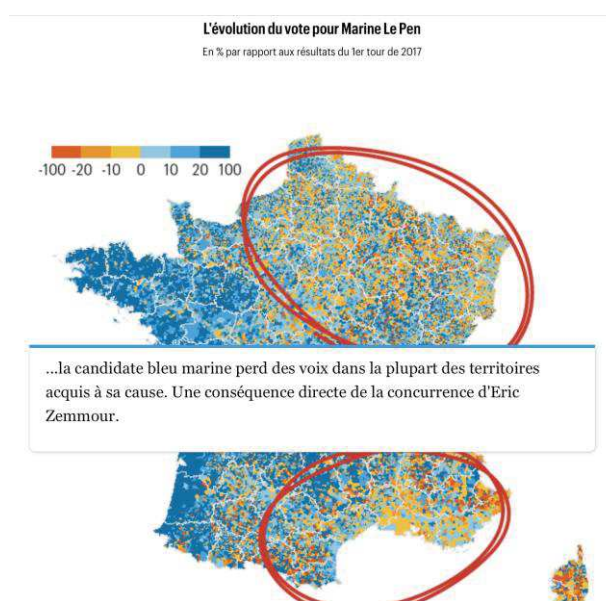 L'évolution du vote pour Marine Le Pen
En % par rapport aux résultats du 1er tour de 2017
-100 -20 -10 0 10 20 100
...la candidate bleu marine perd des voix dans la plupart des territoires
acquis à sa cause. Une conséquence directe de la concurrence d'Eric
Zemmour.